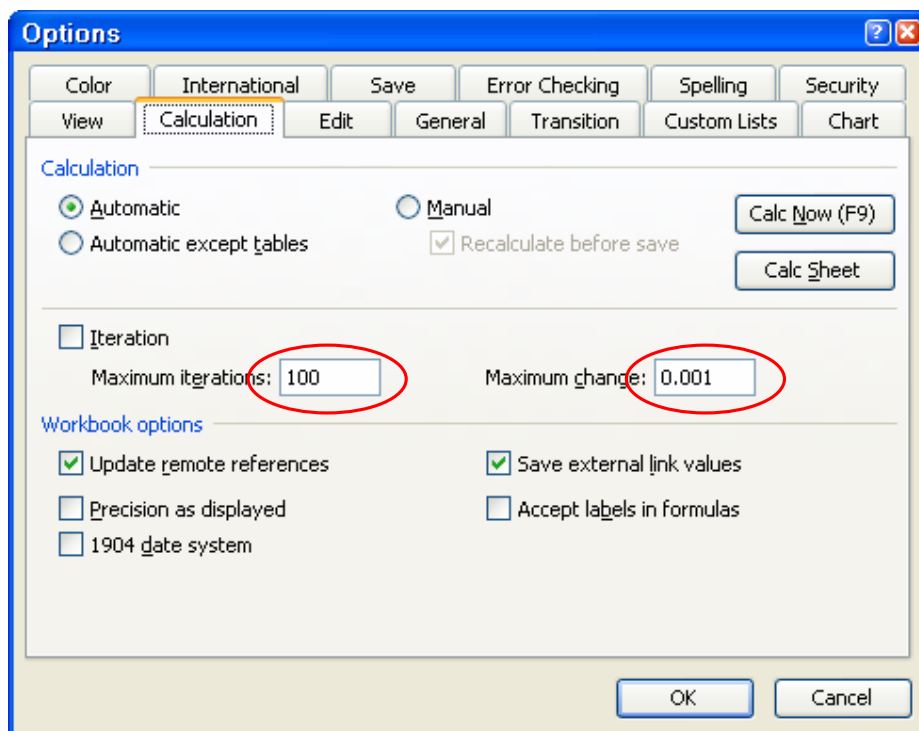 Options
Color International Save Error Checking Spelling Security
View Calculation Edit General Transition Custom Lists Chart
Calculation
Automatic Manual Calc Now (F9)
Automatic except tables Recalculate before save
Calc Sheet
Iteration
Maximum iterations: 100 Maximum change: 0.001
Workbook options
Update remote references Save external link values
Precision as displayed Accept labels in formulas
1904 date system
OK Cancel